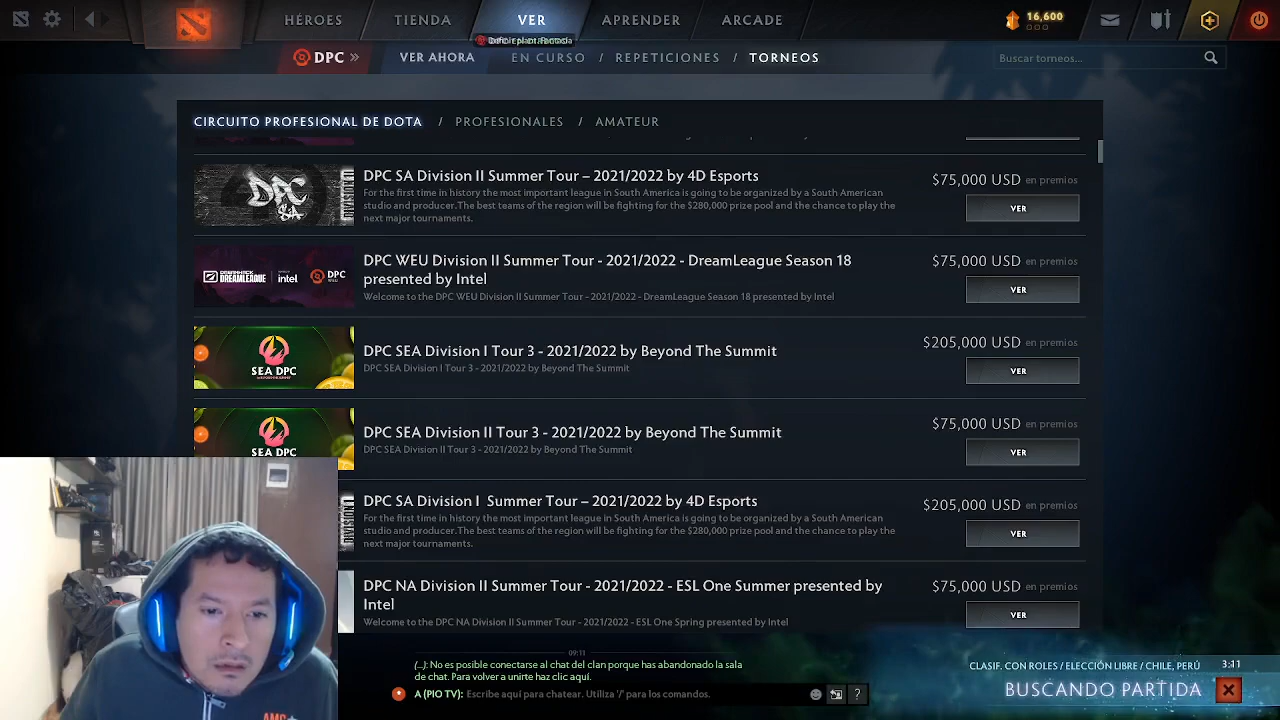 HÉROES
TIENDA
VER
APRENDER
ARCADE
16,600
DPC
VER AHORA
EN CURSO / REPETICIONES / TORNEOS
Buscar torneos...
CIRCUITO PROFESIONAL DE DOTA / PROFESIONALES / AMATEUR
DPC SA Division II Summer Tour – 2021/2022 by 4D Esports
For the first time in history the most important league in South America is going to be organized by a South American
studio and producer.The best teams of the region will be fighting for the $280,000 prize pool and the chance to play the
next major tournaments.
$75,000 USD en premios
VER
DPC
SA
DIVISION II
DPC WEU Division II Summer Tour - 2021/2022 - DreamLeague Season 18
presented by Intel
Welcome to the DPC WEU Division II Summer Tour - 2021/2022 - DreamLeague Season 18 presented by Intel
$75,000 USD en premios
VER
DREAMLEAGUE
intel
DPC
DPC SEA Division I Tour 3 - 2021/2022 by Beyond The Summit
DPC SEA Division I Tour 3 - 2021/2022 by Beyond The Summit
$205,000 USD en premios
VER
SEA DPC
DPC SEA Division II Tour 3 - 2021/2022 by Beyond The Summit
DPC SEA Division II Tour 3 - 2021/2022 by Beyond The Summit
$75,000 USD en premios
VER
SEA DPC
DPC SA Division I Summer Tour – 2021/2022 by 4D Esports
For the first time in history the most important league in South America is going to be organized by a South American
studio and producer.The best teams of the region will be fighting for the $280,000 prize pool and the chance to play the
next major tournaments.
$205,000 USD en premios
VER
DPC NA Division II Summer Tour - 2021/2022 - ESL One Summer presented by
Intel
Welcome to the DPC NA Division II Summer Tour - 2021/2022 - ESL One Spring presented by Intel
$75,000 USD en premios
VER
09:11
(...): No es posible conectarse al chat del clan porque has abandonado la sala
de chat. Para volver a unirte haz clic aquí.
A (PIO TV): Escribe aquí para chatear. Utiliza '/' para los comandos.
?
CLASIF. CON ROLES / ELECCIÓN LIBRE / CHILE, PERÚ
3:11
BUSCANDO PARTIDA